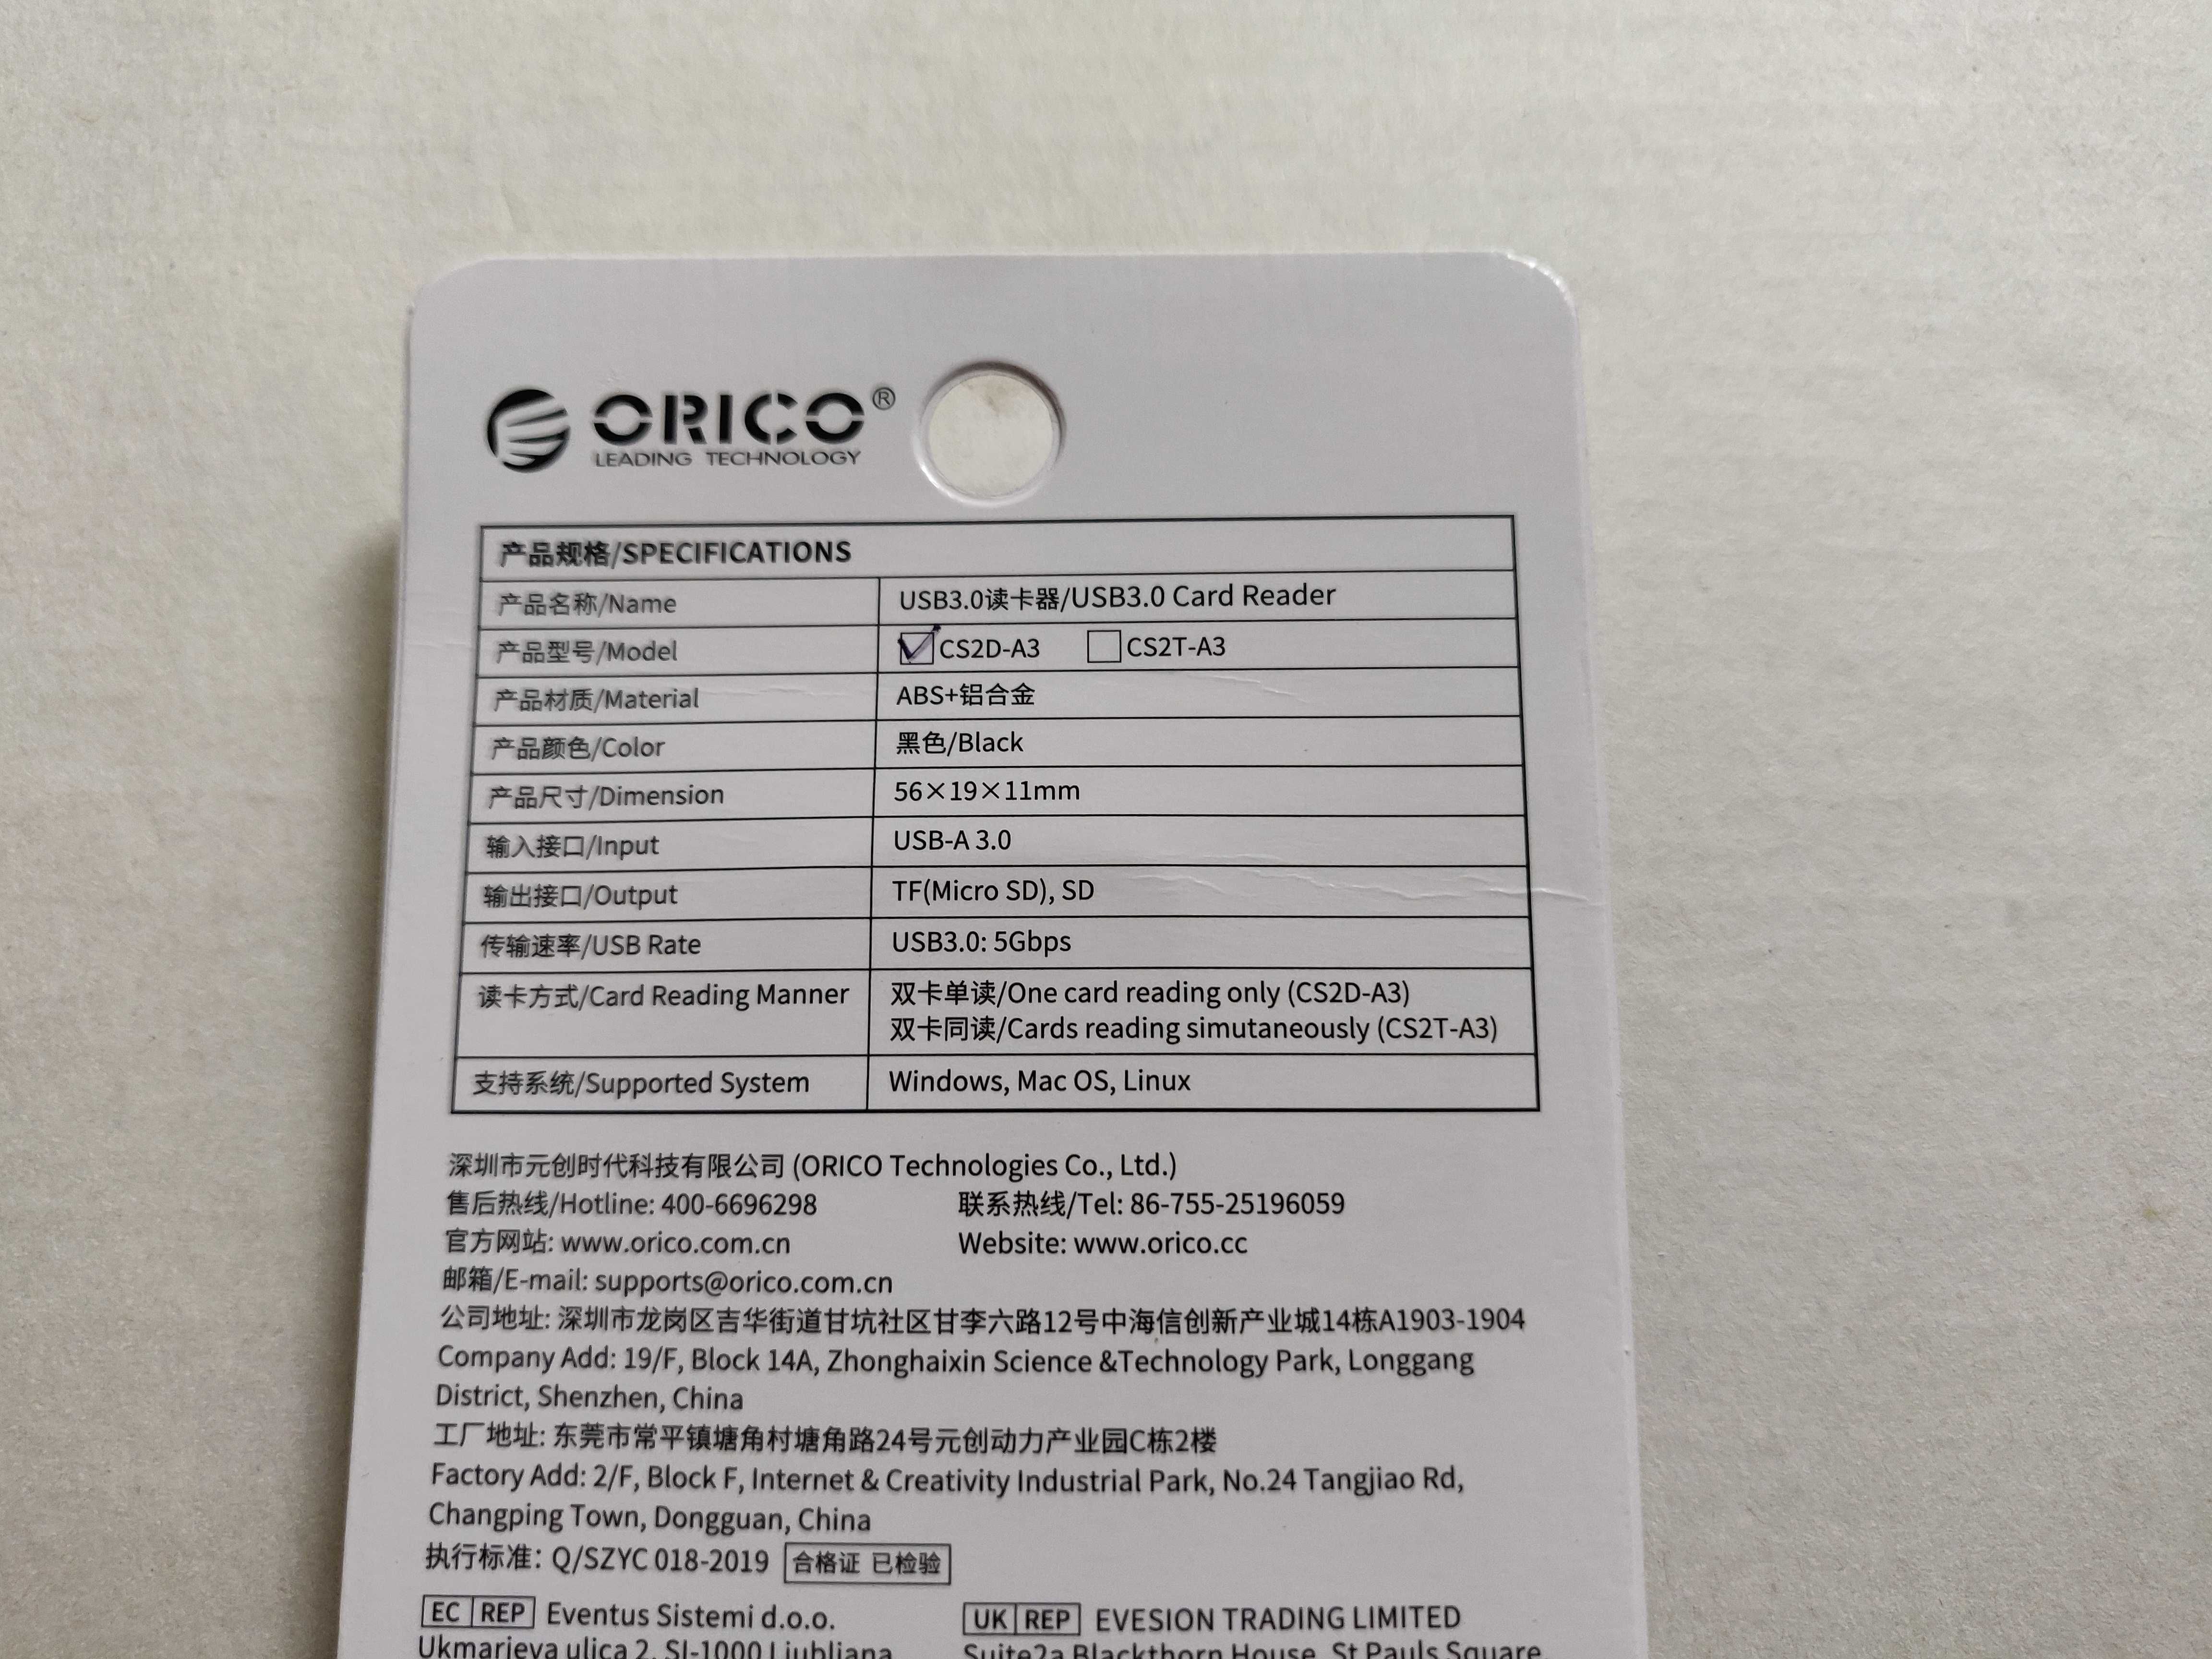 ORICO®
LEADING TECHNOLOGY
产品规格/SPECIFICATIONS
产品名称/Name USB3.0读卡器/USB3.0 Card Reader
产品型号/Model CS2D-A3 CS2T-A3
产品材质/Material ABS+铝合金
产品颜色/Color 黑色/Black
产品尺寸/Dimension 56×19×11mm
输入接口/Input USB-A 3.0
输出接口/Output TF(Micro SD), SD
传输速率/USB Rate USB3.0: 5Gbps
读卡方式/Card Reading Manner 双卡单读/One card reading only (CS2D-A3)
双卡同读/Cards reading simutaneously (CS2T-A3)
支持系统/Supported System Windows, Mac OS, Linux
深圳市元创时代科技有限公司 (ORICO Technologies Co., Ltd.)
售后热线/Hotline: 400-6696298 联系热线/Tel: 86-755-25196059
官方网站: www.orico.com.cn Website: www.orico.cc
邮箱/E-mail: supports@orico.com.cn
公司地址: 深圳市龙岗区吉华街道甘坑社区甘李六路12号中海信创新产业城14栋A1903-1904
Company Add: 19/F, Block 14A, Zhonghaixin Science &Technology Park, Longgang
District, Shenzhen, China
工厂地址: 东莞市常平镇塘角村塘角路24号元创动力产业园C栋2楼
Factory Add: 2/F, Block F, Internet & Creativity Industrial Park, No.24 Tangjiao Rd,
Changping Town, Dongguan, China
执行标准: Q/SZYC 018-2019 合格证 已检验
EC REP Eventus Sistemi d.o.o. UK REP EVESION TRADING LIMITED
Ukmarjeva ulica 2, SI-1000 Ljubljana Suite2a Blackthorn House, St Pauls Square